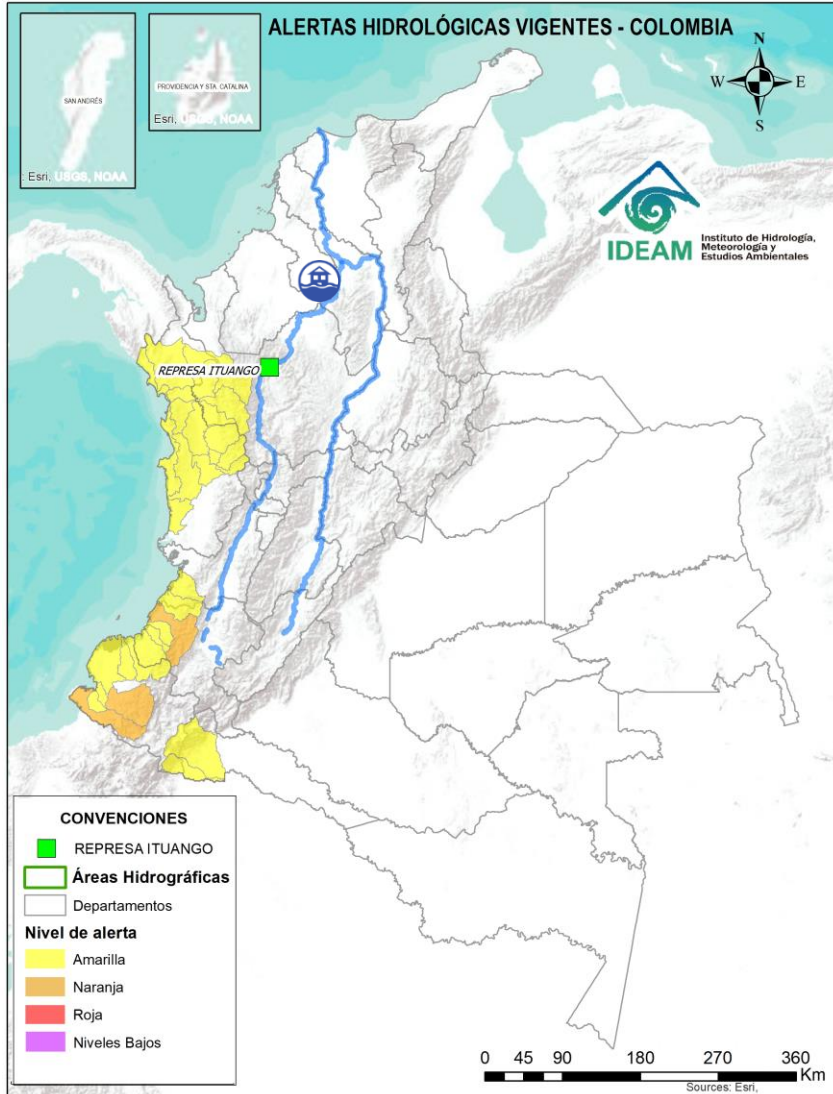 ALERTAS HIDROLÓGICAS VIGENTES - COLOMBIA
SAN ANDRÉS
: Esri, USGS, NOAA
PROVIDENCIA Y STA. CATALINA
Esri, USGS, NOAA
N
W
E
S
IDEAM
Instituto de Hidrología,
Meteorología y
Estudios Ambientales
REPRESA ITUANGO
CONVENCIONES
REPRESA ITUANGO
Áreas Hidrográficas
Departamentos
Nivel de alerta
Amarilla
Naranja
Roja
Niveles Bajos
0 45 90 180 270 360
Km
Sources: Esri,